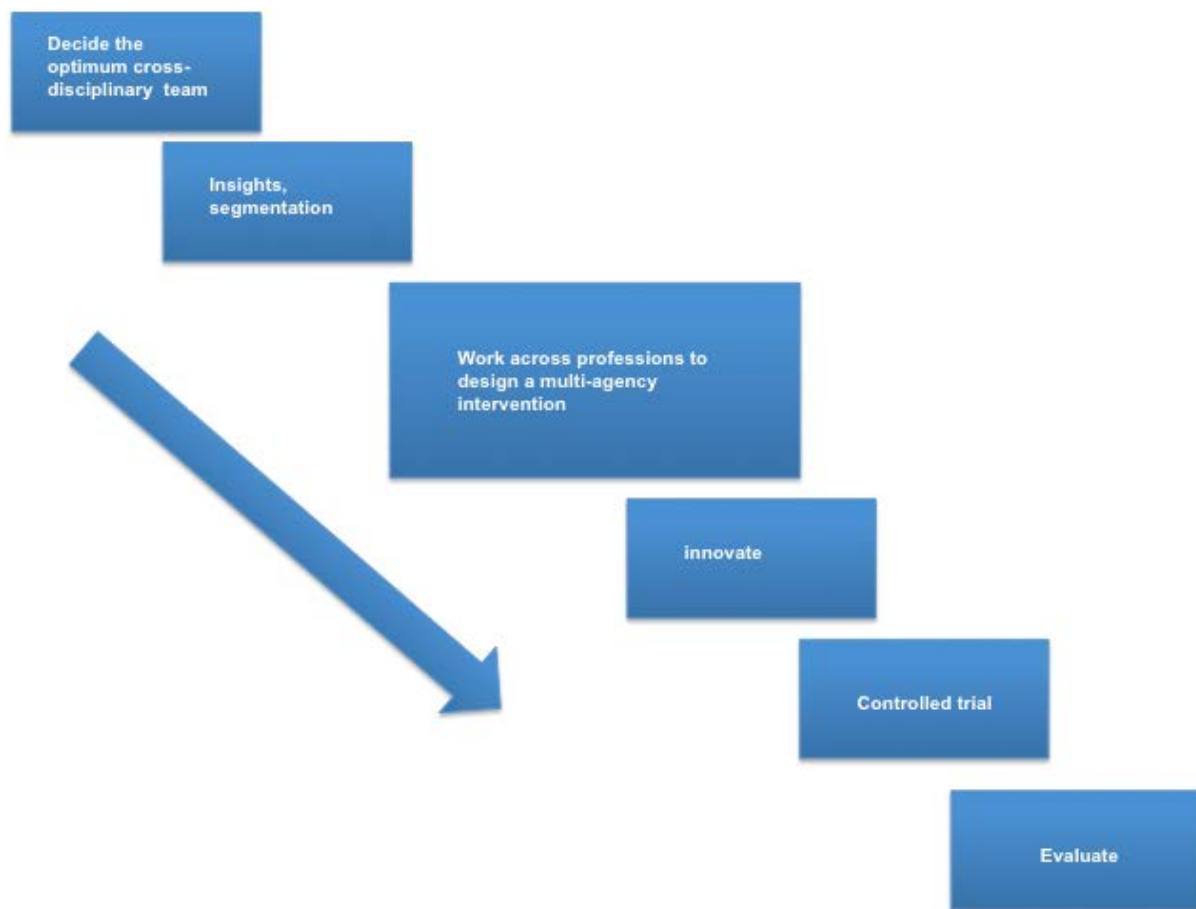 Decide the
optimum cross-
disciplinary team
Insights,
segmentation
Work across professions to
design a multi-agency
intervention
innovate
Controlled trial
Evaluate